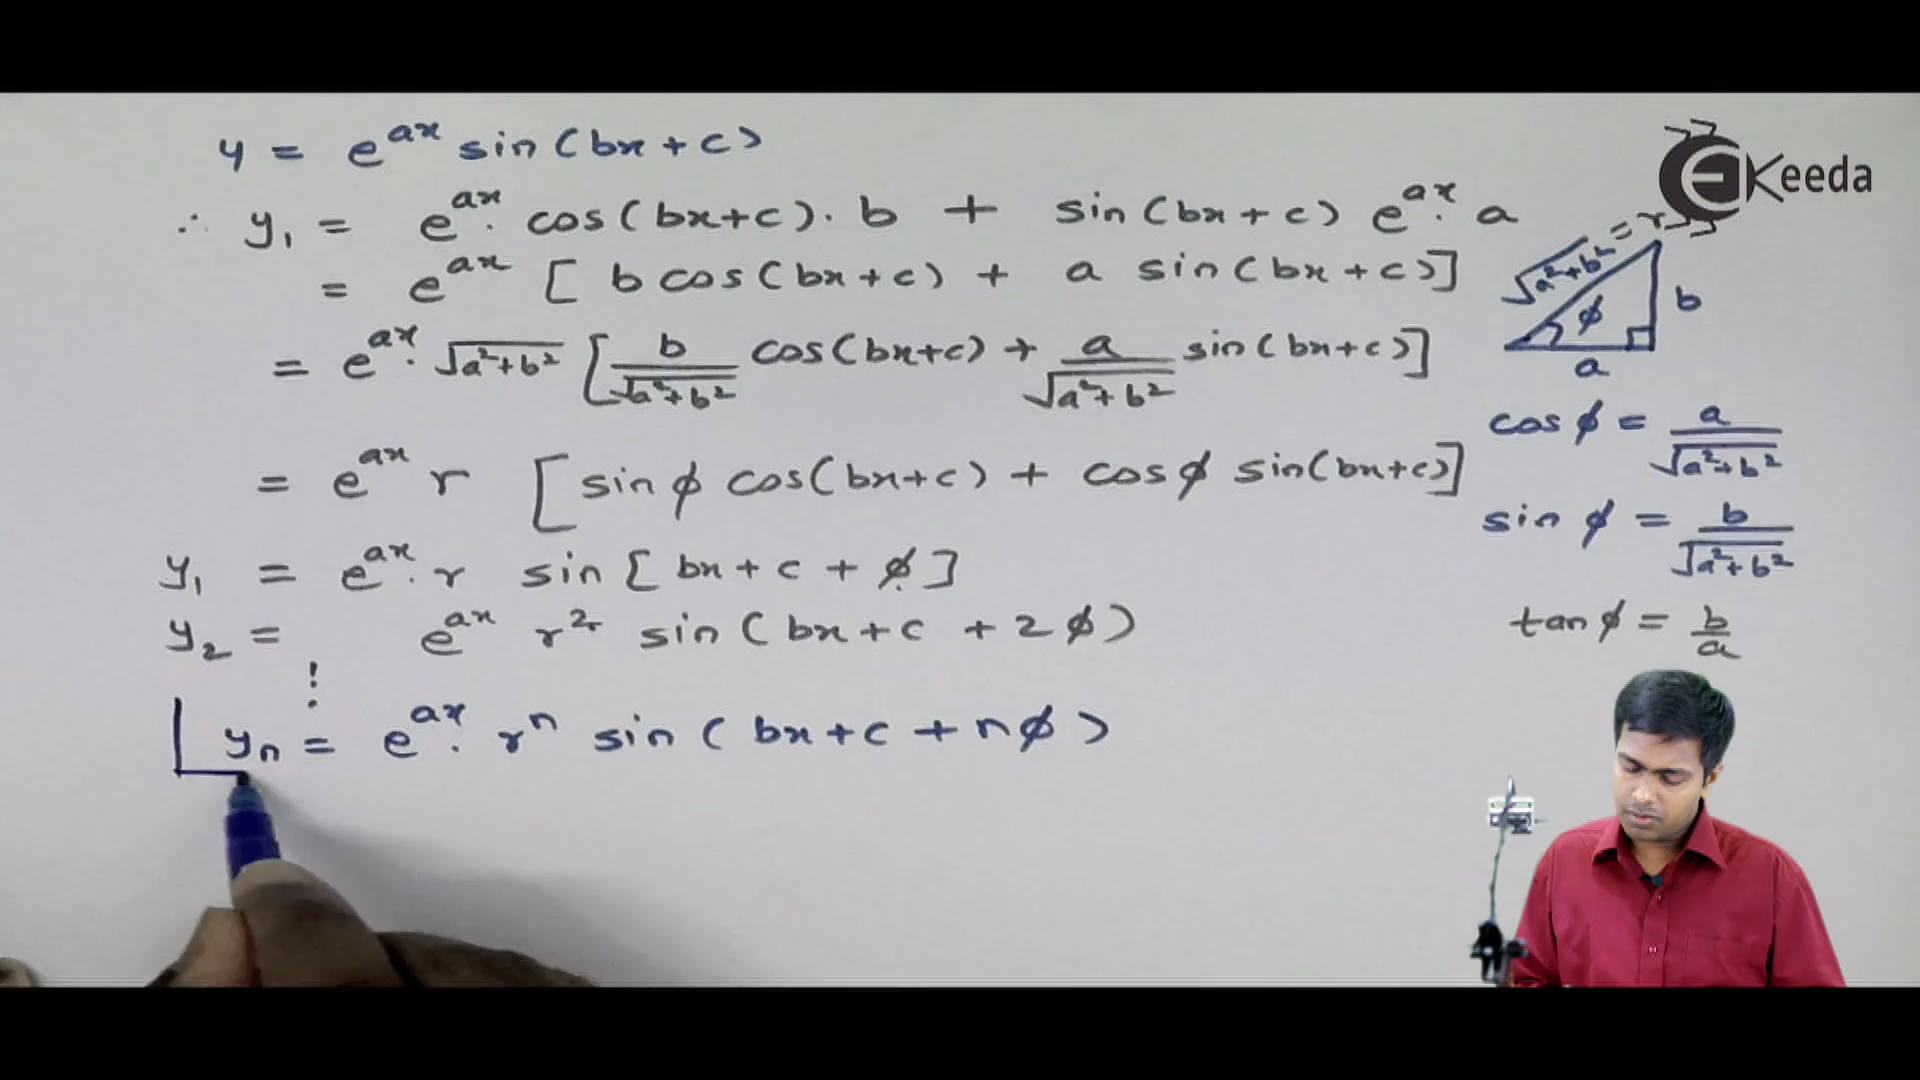 y = e^{ax} sin(bx+c)
∴ y₁ = e^{ax}. cos(bx+c). b + sin(bx+c) e^{ax}. a
= e^{ax} [ b cos(bx+c) + a sin(bx+c)]
= e^{ax}. √(a²+b²) [ b/√(a²+b²) cos(bx+c) + a/√(a²+b²) sin(bx+c)]
= e^{ax} r [ sin ϕ cos(bx+c) + cos ϕ sin(bx+c)]
y₁ = e^{ax}. r sin [ bx + c + ϕ ]
y₂ = e^{ax} r² sin ( bx+c + 2ϕ )
yₙ = e^{ax}. rⁿ sin ( bx+c + nϕ )
EKeeda
√(a²+b²) = r
ϕ
b
a
cos ϕ = a/√(a²+b²)
sin ϕ = b/√(a²+b²)
tan ϕ = b/a